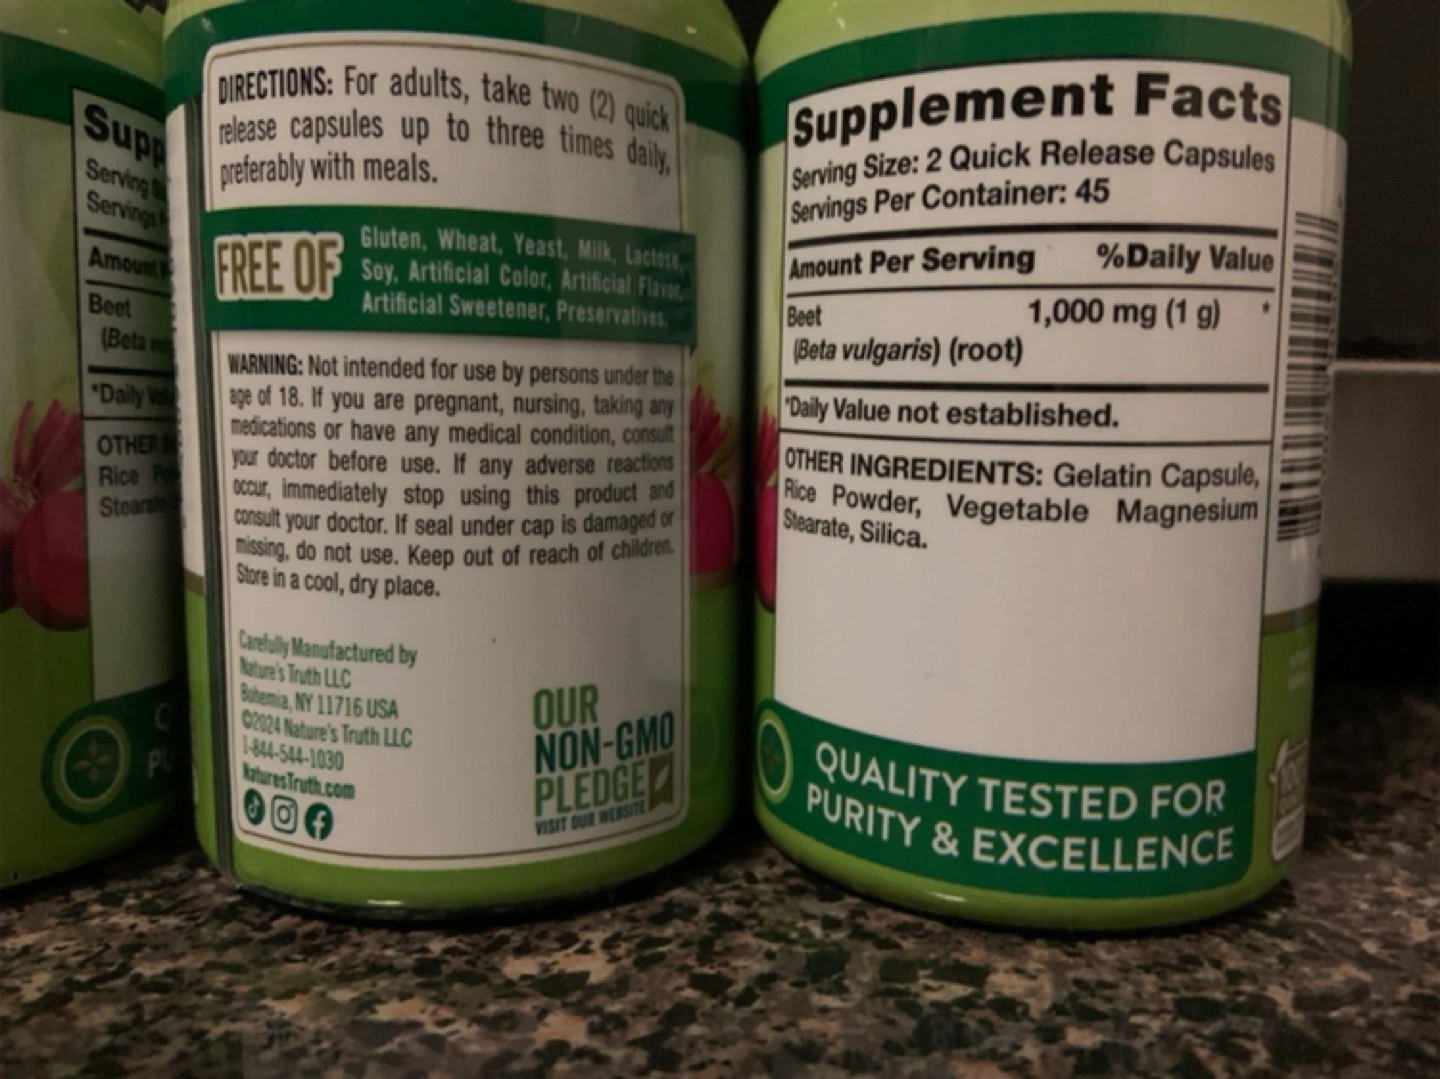 Supp
Serving
Servings
Amount
Beet
(Beta
*Daily
OTHER
Rice
DIRECTIONS: For adults, take two (2) quick
release capsules up to three times daily,
preferably with meals.
FREE OF
Gluten, Wheat, Yeast, Milk, Lactose,
Soy, Artificial Color, Artificial Flavor,
Artificial Sweetener, Preservatives.
WARNING: Not intended for use by persons under the
age of 18. If you are pregnant, nursing, taking any
medications or have any medical condition, consult
your doctor before use. If any adverse reactions
occur, immediately stop using this product and
consult your doctor. If seal under cap is damaged or
missing, do not use. Keep out of reach of children.
Store in a cool, dry place.
Carefully Manufactured by
Nature's Truth LLC
Bohemia, NY 11716 USA
©2024 Nature's Truth LLC
1-844-544-1030
NaturesTruth.com
OUR
NON-GMO
PLEDGE
VISIT OUR WEBSITE
Supplement Facts
Serving Size: 2 Quick Release Capsules
Servings Per Container: 45
Amount Per Serving %Daily Value
Beet 1,000 mg (1 g) *
(Beta vulgaris) (root)
*Daily Value not established.
OTHER INGREDIENTS: Gelatin Capsule,
Rice Powder, Vegetable Magnesium
Stearate, Silica.
QUALITY TESTED FOR
PURITY & EXCELLENCE